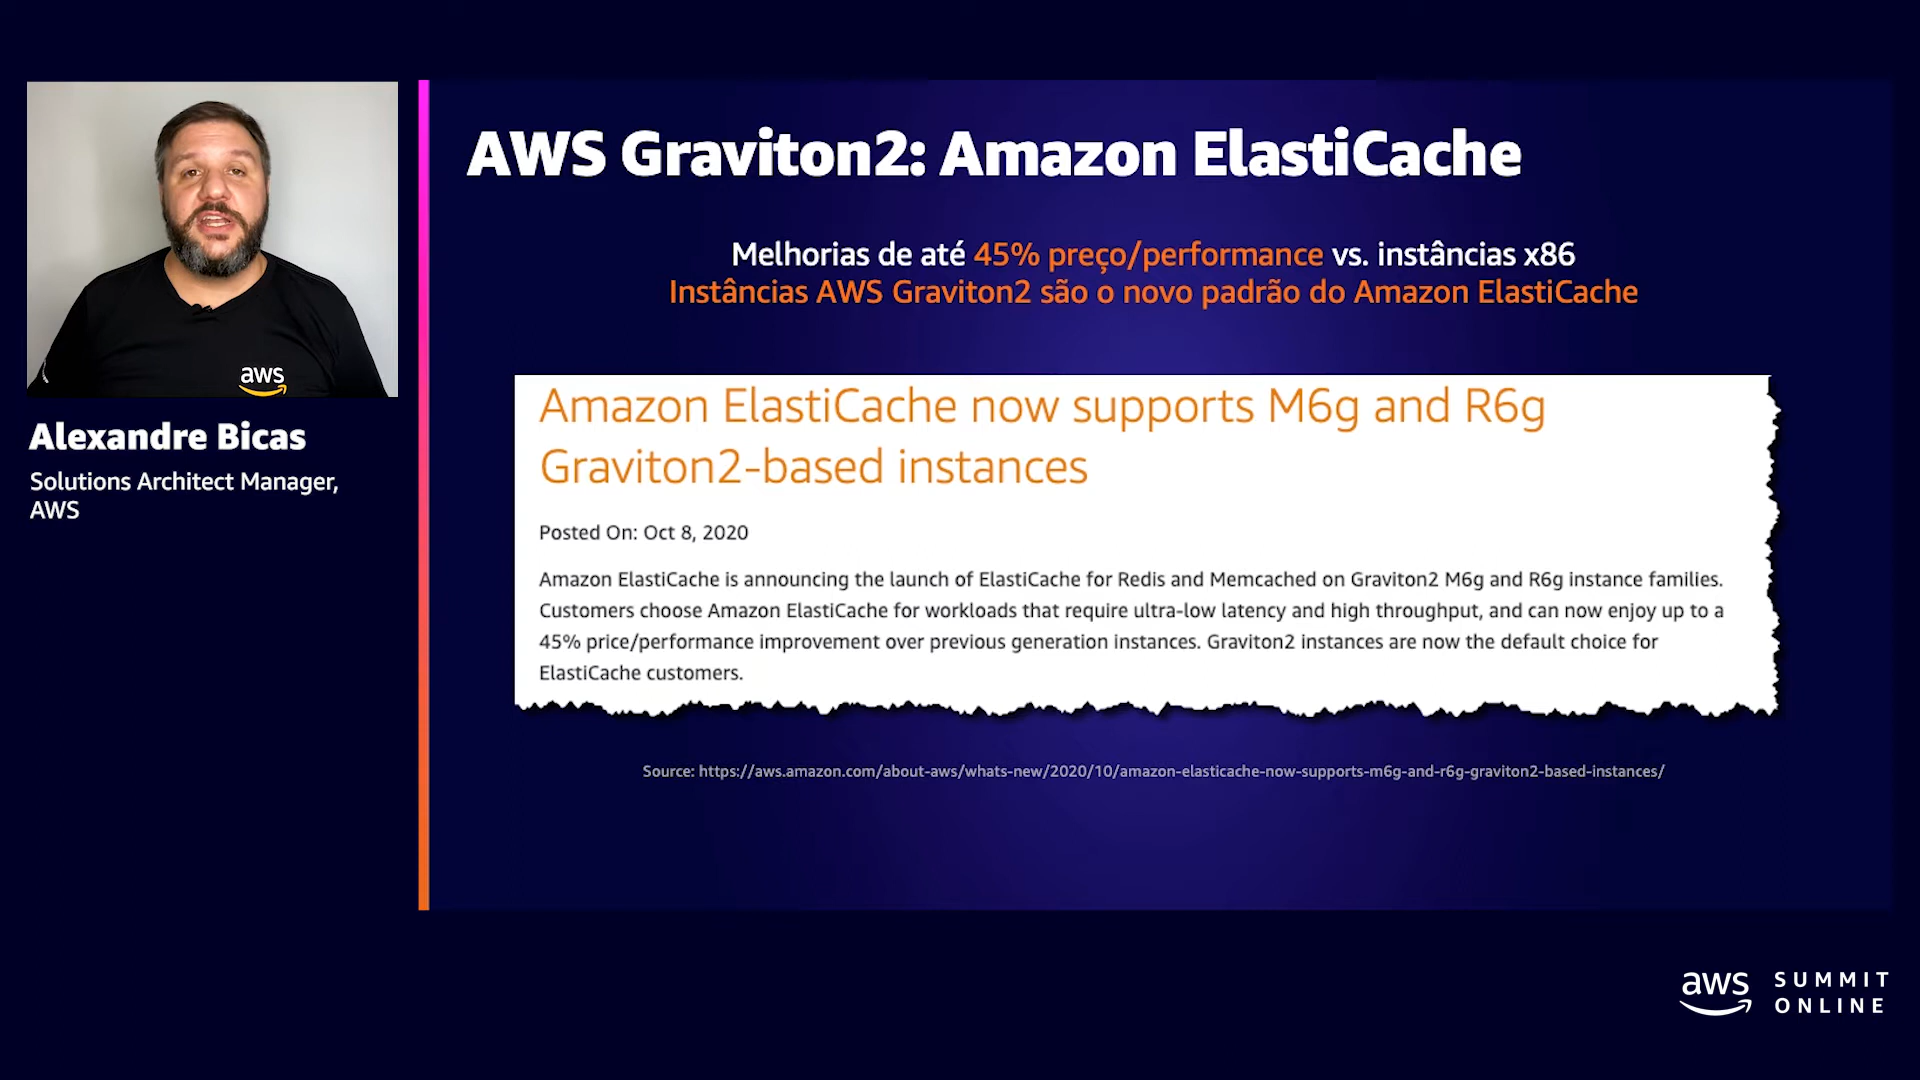 AWS Graviton2: Amazon ElastiCache
Melhorias de até 45% preço/performance vs. instâncias x86
Instâncias AWS Graviton2 são o novo padrão do Amazon ElastiCache
aws
Alexandre Bicas
Solutions Architect Manager,
AWS
Amazon ElastiCache now supports M6g and R6g
Graviton2-based instances
Posted On: Oct 8, 2020
Amazon ElastiCache is announcing the launch of ElastiCache for Redis and Memcached on Graviton2 M6g and R6g instance families.
Customers choose Amazon ElastiCache for workloads that require ultra-low latency and high throughput, and can now enjoy up to a
45% price/performance improvement over previous generation instances. Graviton2 instances are now the default choice for
ElastiCache customers.
Source: https://aws.amazon.com/about-aws/whats-new/2020/10/amazon-elasticache-now-supports-m6g-and-r6g-graviton2-based-instances/
aws SUMMIT
ONLINE